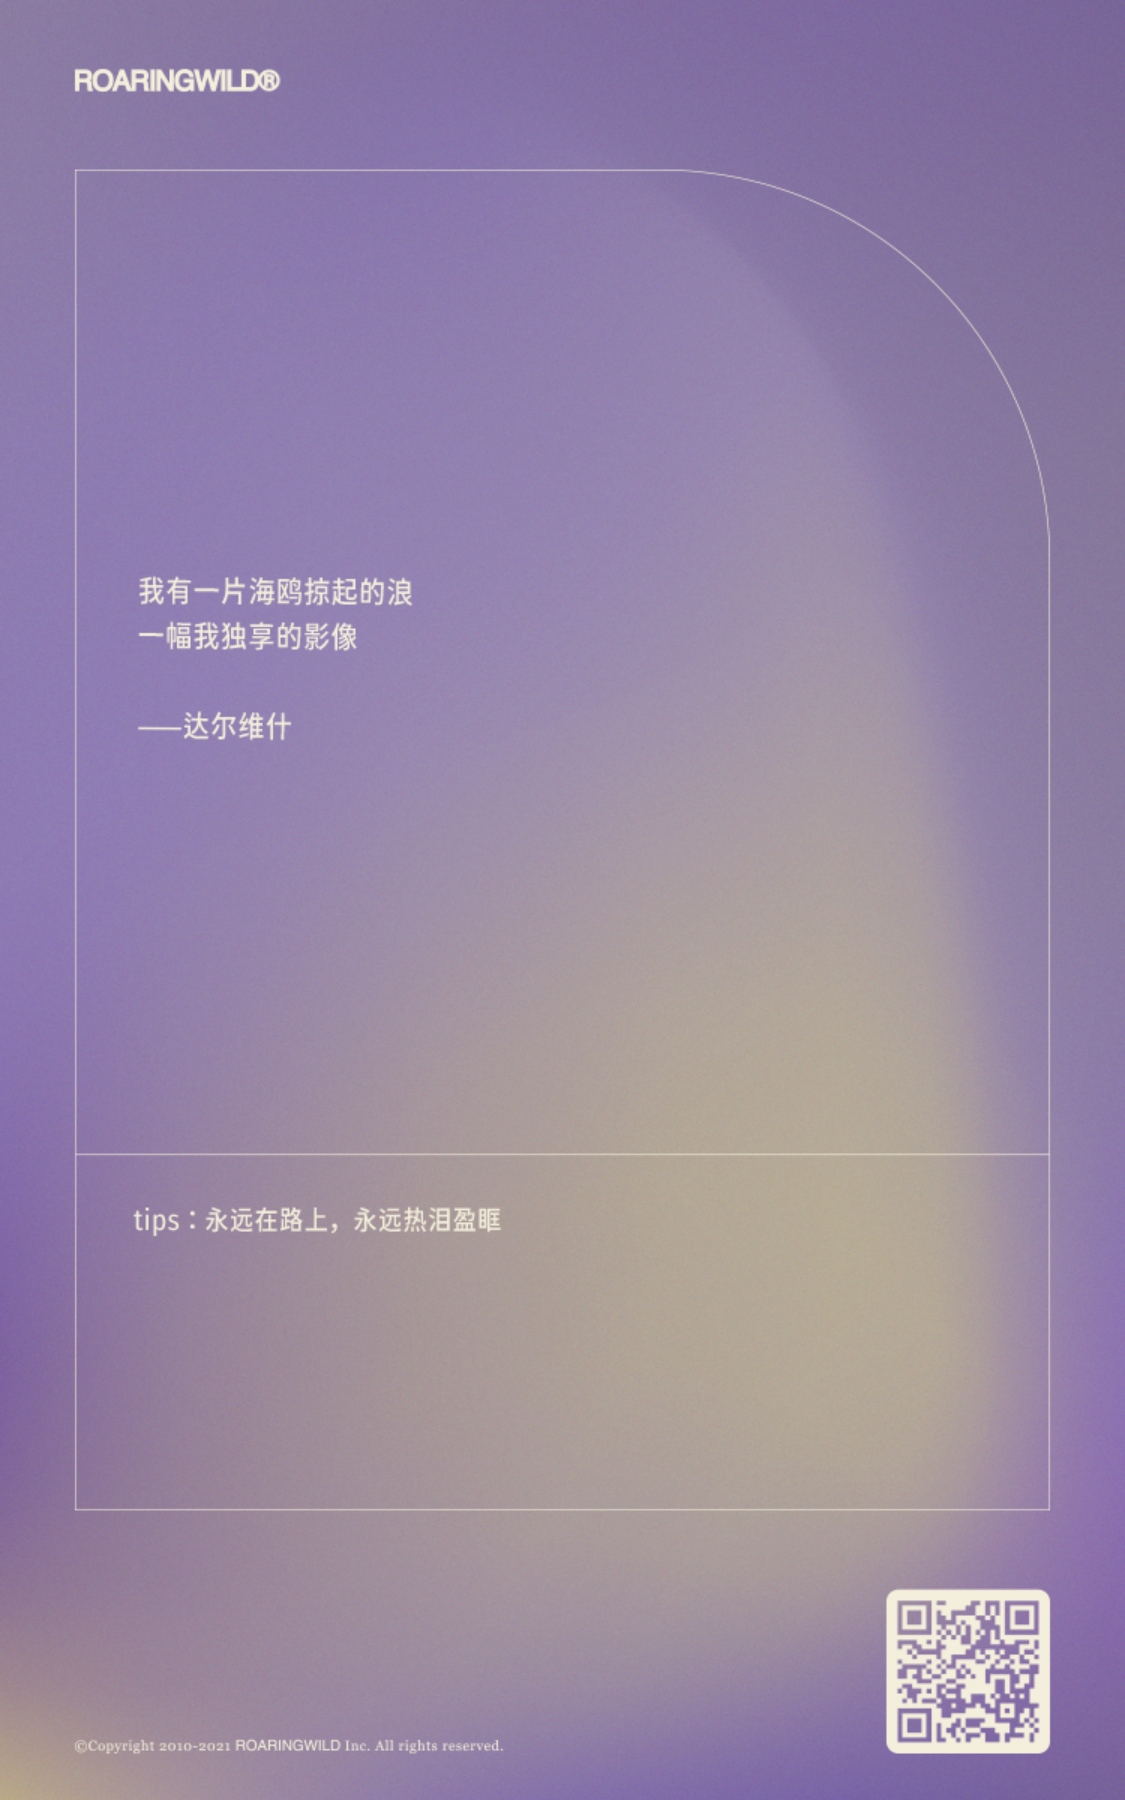 ROARINGWILD®
我有一片海鸥掠起的浪
一幅我独享的影像
——达尔维什
tips：永远在路上，永远热泪盈眶
©Copyright 2010-2021 ROARINGWILD Inc. All rights reserved.